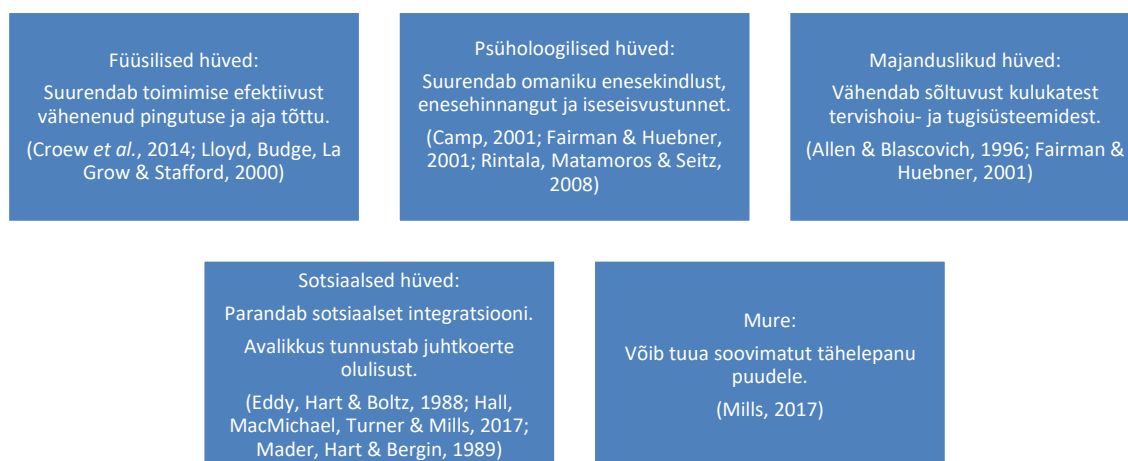 Füüsilised hüved:
Suurendab toimimise efektiivust
vähenenud pingutuse ja aja tõttu.
(Croew et al., 2014; Lloyd, Budge, La
Grow & Stafford, 2000)
Psüholoogilised hüved:
Suurendab omaniku enesekindlust,
enesehinnangut ja iseseisvustunnet.
(Camp, 2001; Fairman & Huebner,
2001; Rintala, Matamoros & Seitz,
2008)
Majanduslikud hüved:
Vähendab sõltuvust kulukatest
tervishoiu- ja tugisüsteemidest.
(Allen & Blascovich, 1996; Fairman &
Huebner, 2001)
Sotsiaalsed hüved:
Parandab sotsiaalset integratsiooni.
Avalikkus tunnustab juhtkoerte
olulisust.
(Eddy, Hart & Boltz, 1988; Hall,
MacMichael, Turner & Mills, 2017;
Mader, Hart & Bergin, 1989)
Mure:
Võib tuua soovimatut tähelepanu
puudele.
(Mills, 2017)